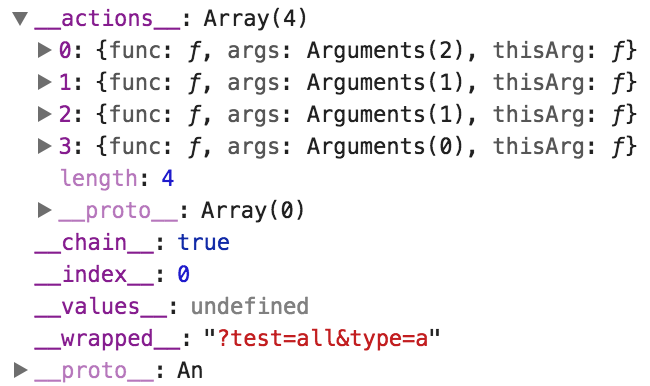 ▼ __actions__: Array(4)
▶ 0: {func: ƒ, args: Arguments(2), thisArg: ƒ}
▶ 1: {func: ƒ, args: Arguments(1), thisArg: ƒ}
▶ 2: {func: ƒ, args: Arguments(1), thisArg: ƒ}
▶ 3: {func: ƒ, args: Arguments(0), thisArg: ƒ}
length: 4
▶ __proto__: Array(0)
__chain__: true
__index__: 0
__values__: undefined
__wrapped__: "?test=all&type=a"
▶ __proto__: An